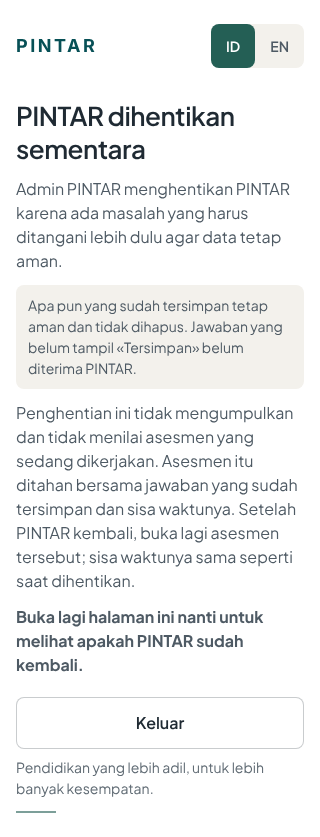 PINTAR
ID
EN
PINTAR dihentikan
sementara
Admin PINTAR menghentikan PINTAR
karena ada masalah yang harus
ditangani lebih dulu agar data tetap
aman.
Apa pun yang sudah tersimpan tetap
aman dan tidak dihapus. Jawaban yang
belum tampil «Tersimpan» belum
diterima PINTAR.
Penghentian ini tidak mengumpulkan
dan tidak menilai asesmen yang
sedang dikerjakan. Asesmen itu
ditahan bersama jawaban yang sudah
tersimpan dan sisa waktunya. Setelah
PINTAR kembali, buka lagi asesmen
tersebut; sisa waktunya sama seperti
saat dihentikan.
Buka lagi halaman ini nanti untuk
melihat apakah PINTAR sudah
kembali.
Keluar
Pendidikan yang lebih adil, untuk lebih
banyak kesempatan.